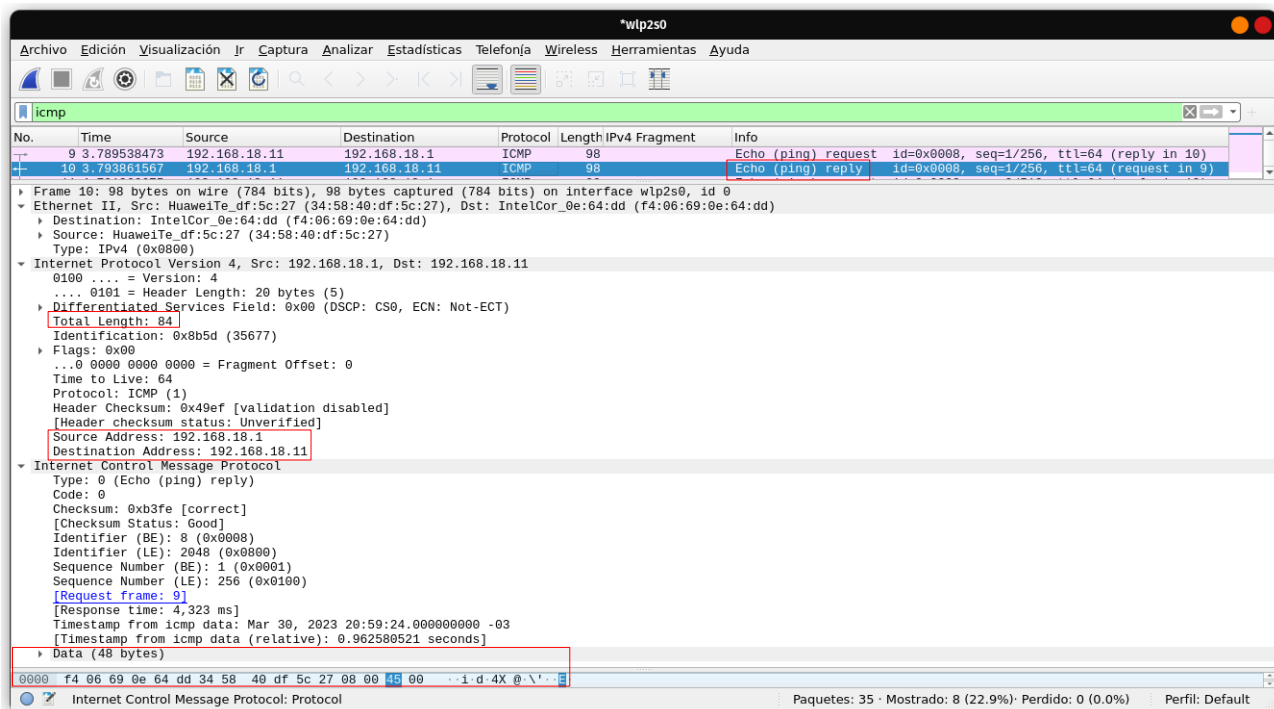 *wlp2s0
Archivo Edición Visualización Ir Captura Analizar Estadísticas Telefonía Wireless Herramientas Ayuda
icmp
No. Time Source Destination Protocol Length IPv4 Fragment Info
9 3.789538473 192.168.18.11 192.168.18.1 ICMP 98 Echo (ping) request id=0x0008, seq=1/256, ttl=64 (reply in 10)
10 3.793861567 192.168.18.1 192.168.18.11 ICMP 98 Echo (ping) reply id=0x0008, seq=1/256, ttl=64 (request in 9)
Frame 10: 98 bytes on wire (784 bits), 98 bytes captured (784 bits) on interface wlp2s0, id 0
Ethernet II, Src: HuaweiTe_df:5c:27 (34:58:40:df:5c:27), Dst: IntelCor_0e:64:dd (f4:06:69:0e:64:dd)
Destination: IntelCor_0e:64:dd (f4:06:69:0e:64:dd)
Source: HuaweiTe_df:5c:27 (34:58:40:df:5c:27)
Type: IPv4 (0x0800)
Internet Protocol Version 4, Src: 192.168.18.1, Dst: 192.168.18.11
0100 .... = Version: 4
.... 0101 = Header Length: 20 bytes (5)
Differentiated Services Field: 0x00 (DSCP: CS0, ECN: Not-ECT)
Total Length: 84
Identification: 0x8b5d (35677)
Flags: 0x00
...0 0000 0000 0000 = Fragment Offset: 0
Time to Live: 64
Protocol: ICMP (1)
Header Checksum: 0x49ef [validation disabled]
[Header checksum status: Unverified]
Source Address: 192.168.18.1
Destination Address: 192.168.18.11
Internet Control Message Protocol
Type: 0 (Echo (ping) reply)
Code: 0
Checksum: 0xb3fe [correct]
[Checksum Status: Good]
Identifier (BE): 8 (0x0008)
Identifier (LE): 2048 (0x0800)
Sequence Number (BE): 1 (0x0001)
Sequence Number (LE): 256 (0x0100)
[Request frame: 9]
[Response time: 4,323 ms]
Timestamp from icmp data: Mar 30, 2023 20:59:24.000000000 -03
[Timestamp from icmp data (relative): 0.962580521 seconds]
Data (48 bytes)
0000 f4 06 69 0e 64 dd 34 58 40 df 5c 27 08 00 45 00 ··i·d·4X @·\'··E
Internet Control Message Protocol: Protocol Paquetes: 35 · Mostrado: 8 (22.9%)· Perdido: 0 (0.0%) Perfil: Default